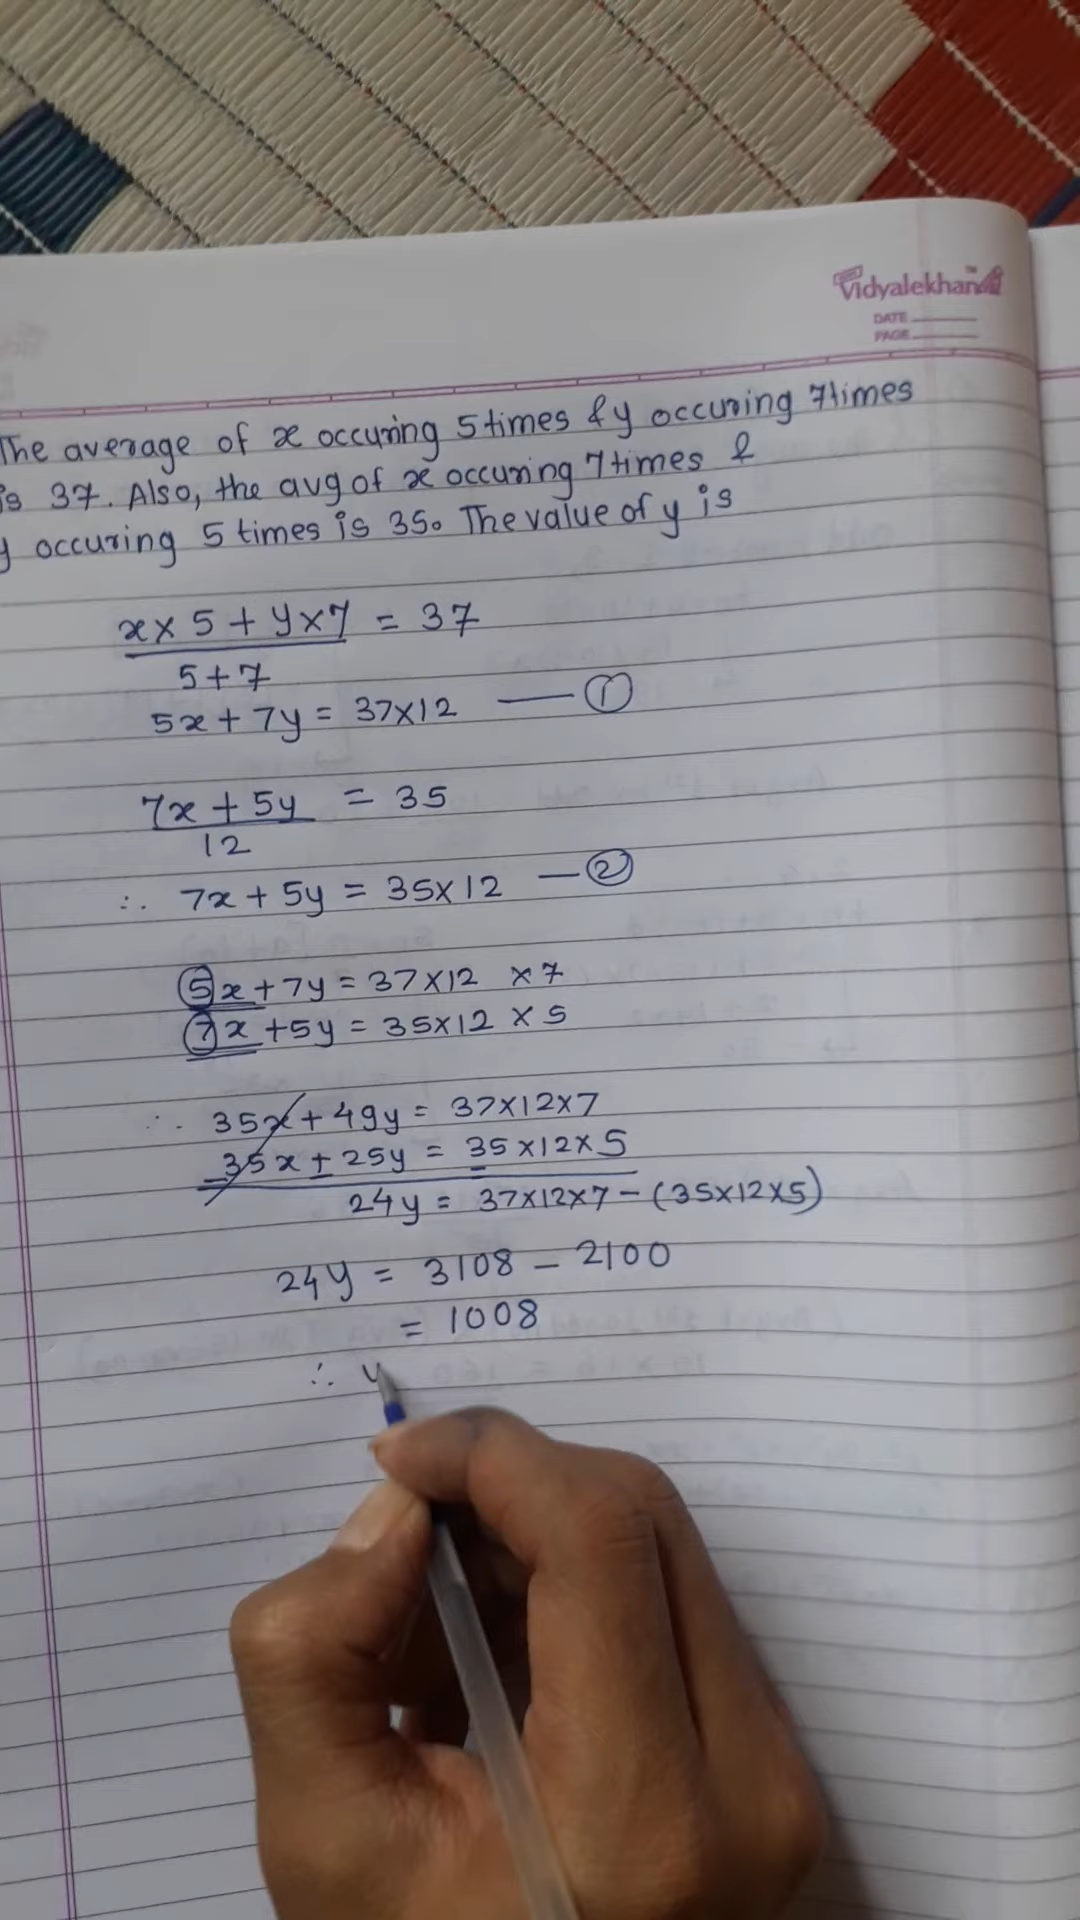 Vidyalekhan
DATE
PAGE
The average of x occuring 5 times & y occuring 7 times
is 37. Also, the avg of x occuring 7 times &
y occuring 5 times is 35. The value of y is
x × 5 + y × 7 = 37
5 + 7
5x + 7y = 37×12 — ①
7x + 5y = 35
12
∴ 7x + 5y = 35×12 — ②
5x + 7y = 37×12 × 7
7x + 5y = 35×12 × 5
∴ 35x + 49y = 37×12×7
- 35x ± 25y = 35×12×5
24y = 37×12×7 – (35×12×5)
24y = 3108 – 2100
= 1008
∴ y